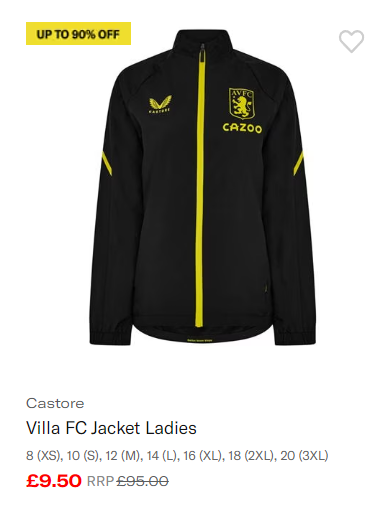 UP TO 90% OFF
CASTORE
AVFC
CAZOO
Castore
Villa FC Jacket Ladies
8 (XS), 10 (S), 12 (M), 14 (L), 16 (XL), 18 (2XL), 20 (3XL)
£9.50 RRP £95.00